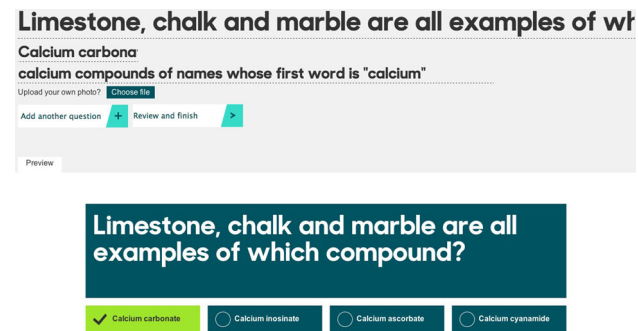 Limestone, chalk and marble are all examples of wh
Calcium carbona
calcium compounds of names whose first word is "calcium"
Upload your own photo? Choose file
Add another question + Review and finish >
Preview
Limestone, chalk and marble are all
examples of which compound?
Calcium carbonate Calcium inosinate Calcium ascorbate Calcium cyanamide